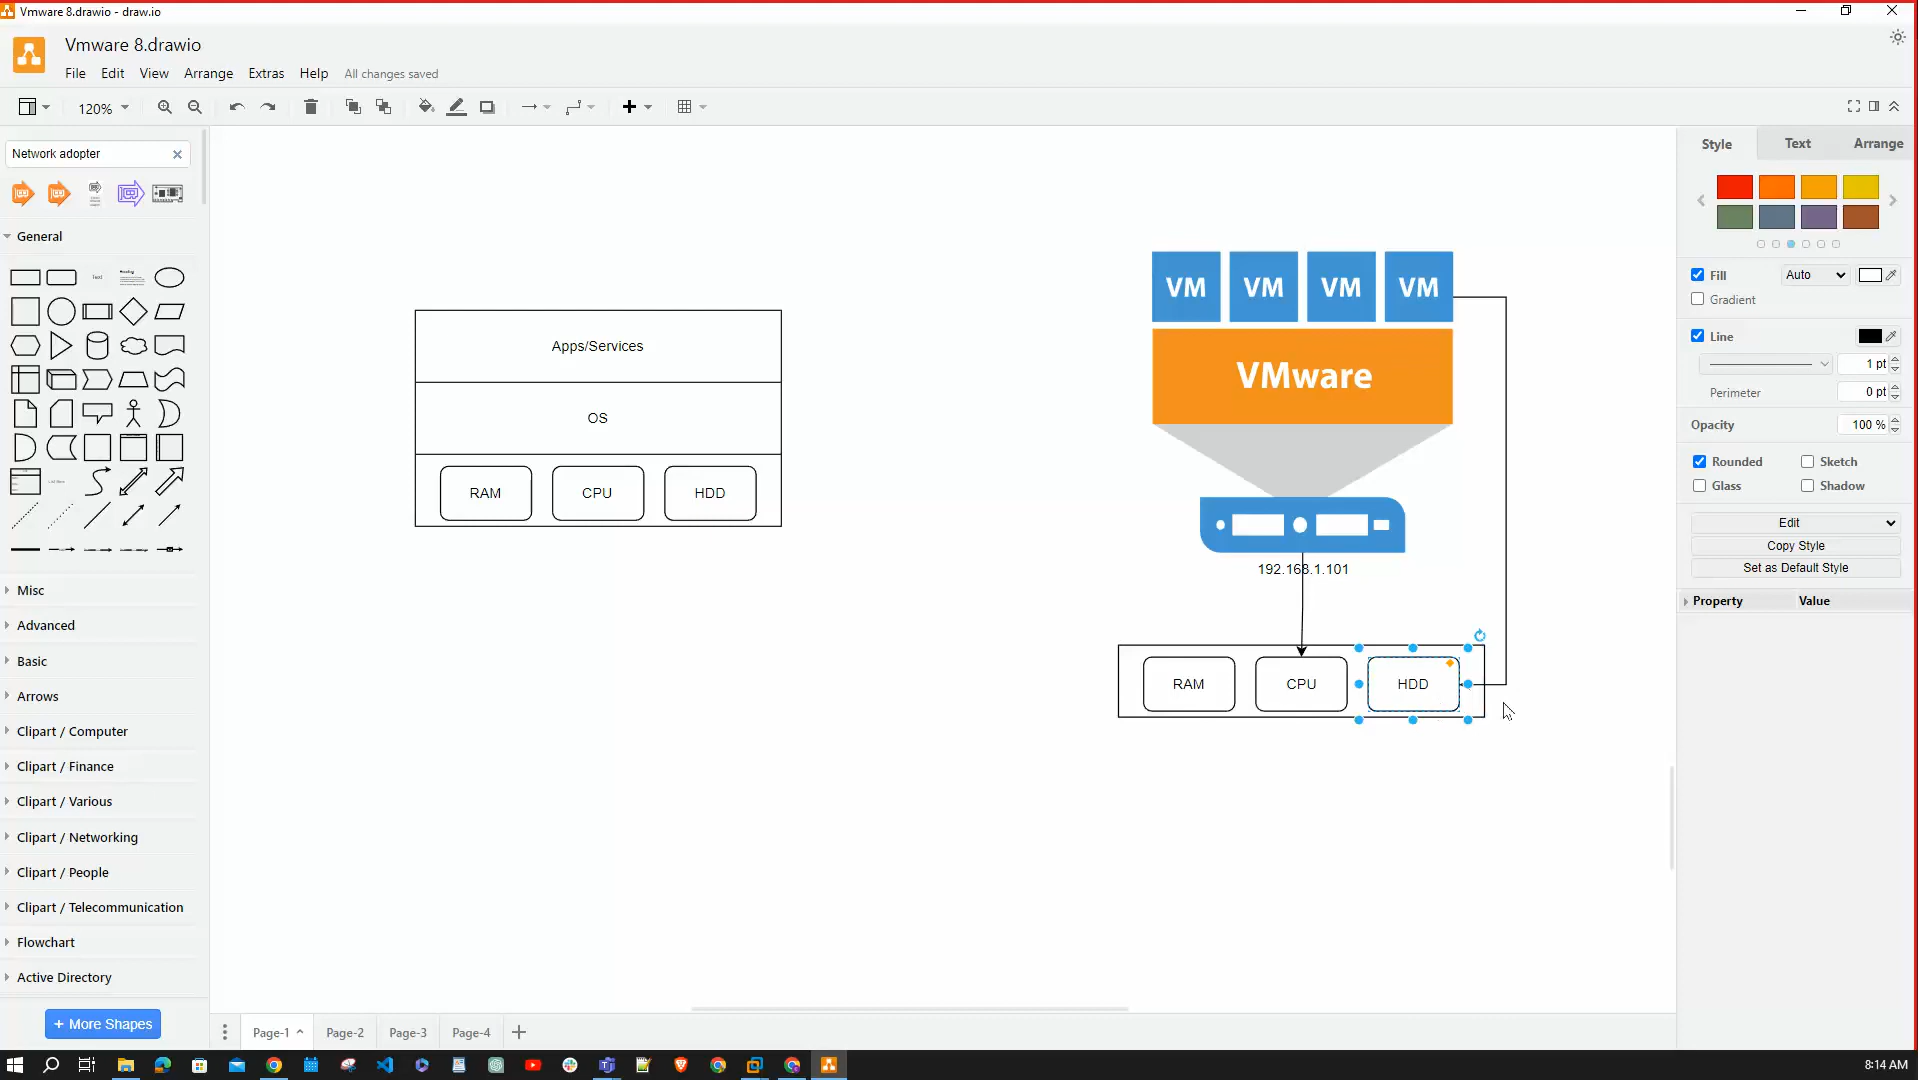 Vmware 8.drawio - draw.io
Vmware 8.drawio
File Edit View Arrange Extras Help All changes saved
120%
Network adopter
General
Text
Heading
Misc
Advanced
Basic
Arrows
Clipart / Computer
Clipart / Finance
Clipart / Various
Clipart / Networking
Clipart / People
Clipart / Telecommunication
Flowchart
Active Directory
+ More Shapes
Apps/Services
OS
RAM CPU HDD
VM VM VM VM
VMware
192.168.1.101
RAM CPU HDD
Style Text Arrange
Fill Auto
Gradient
Line
1 pt
Perimeter 0 pt
Opacity 100 %
Rounded Sketch
Glass Shadow
Edit
Copy Style
Set as Default Style
Property Value
Page-1 Page-2 Page-3 Page-4
8:14 AM